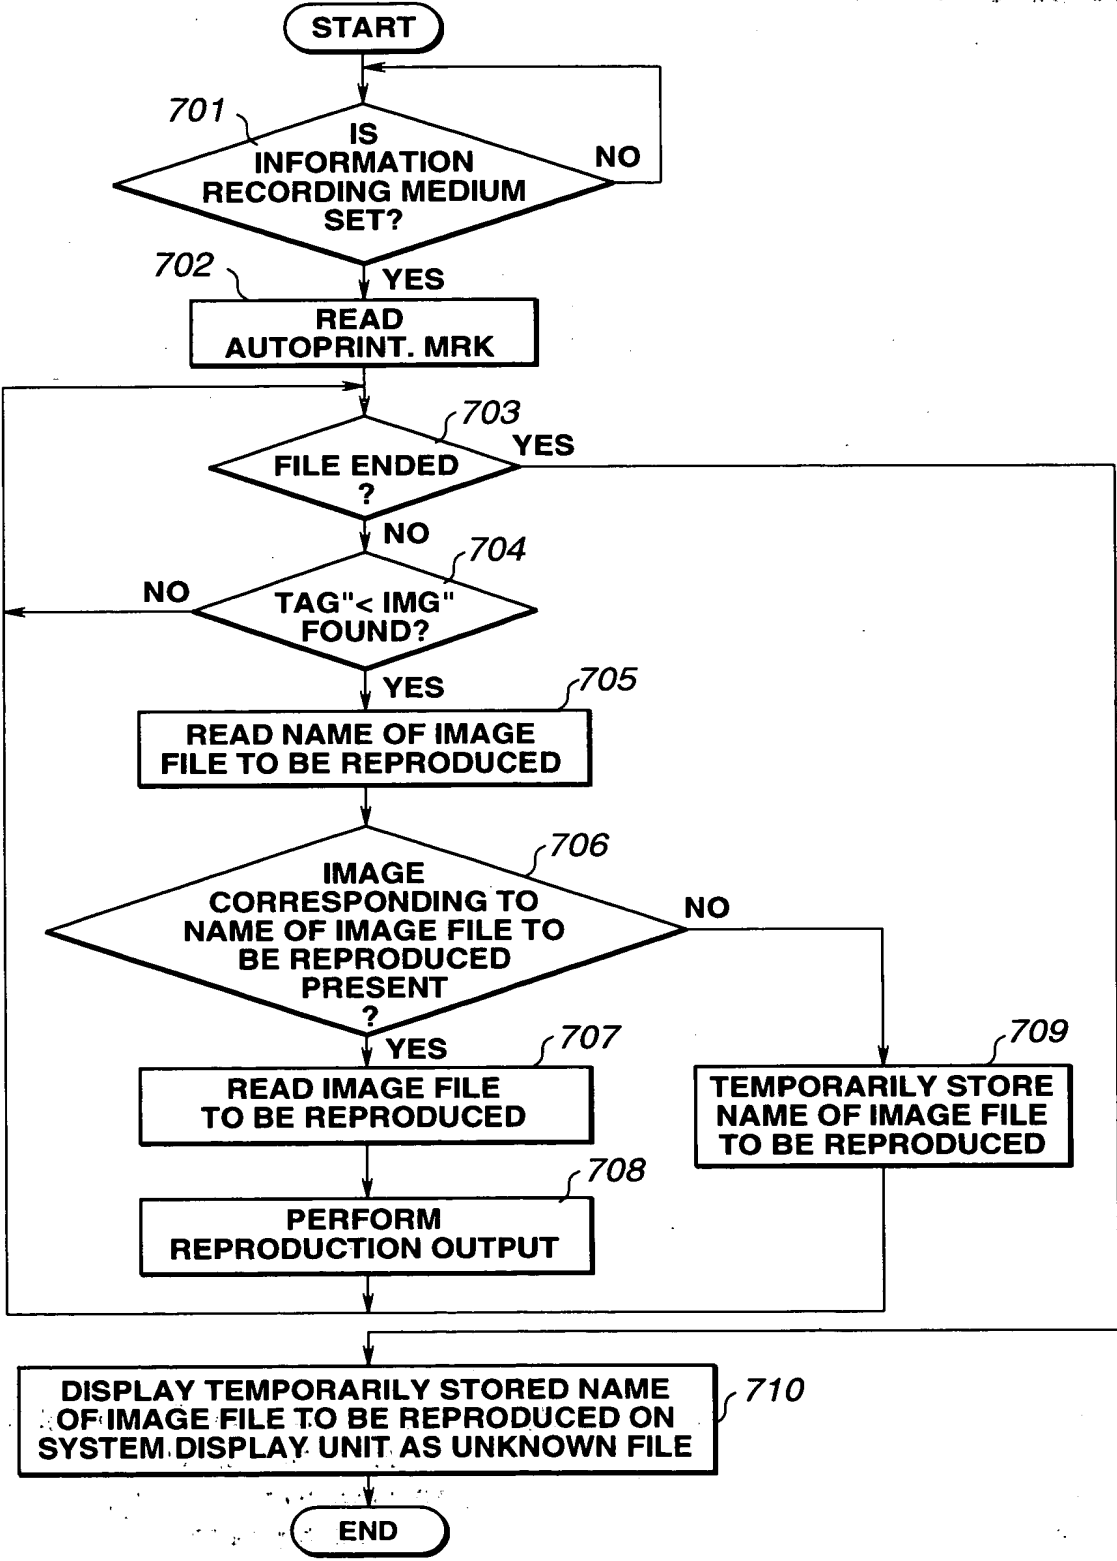 START
701
IS
INFORMATION
RECORDING MEDIUM
SET?
NO
702
YES
READ
AUTOPRINT. MRK
703
YES
FILE ENDED
?
NO
704
NO
TAG"< IMG"
FOUND?
YES
705
READ NAME OF IMAGE
FILE TO BE REPRODUCED
706
IMAGE
CORRESPONDING TO
NAME OF IMAGE FILE TO
BE REPRODUCED
PRESENT
?
NO
YES
707
READ IMAGE FILE
TO BE REPRODUCED
709
TEMPORARILY STORE
NAME OF IMAGE FILE
TO BE REPRODUCED
708
PERFORM
REPRODUCTION OUTPUT
710
DISPLAY TEMPORARILY STORED NAME
OF IMAGE FILE TO BE REPRODUCED ON
SYSTEM DISPLAY UNIT AS UNKNOWN FILE
END